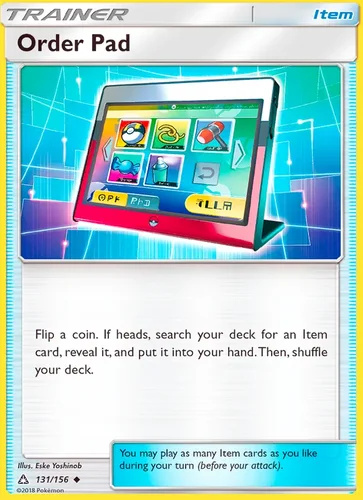 TRAINER Item
Order Pad
Flip a coin. If heads, search your deck for an Item
card, reveal it, and put it into your hand. Then, shuffle
your deck.
Illus. Eske Yoshinob
131/156
©2018 Pokémon
You may play as many Item cards as you like
during your turn (before your attack).